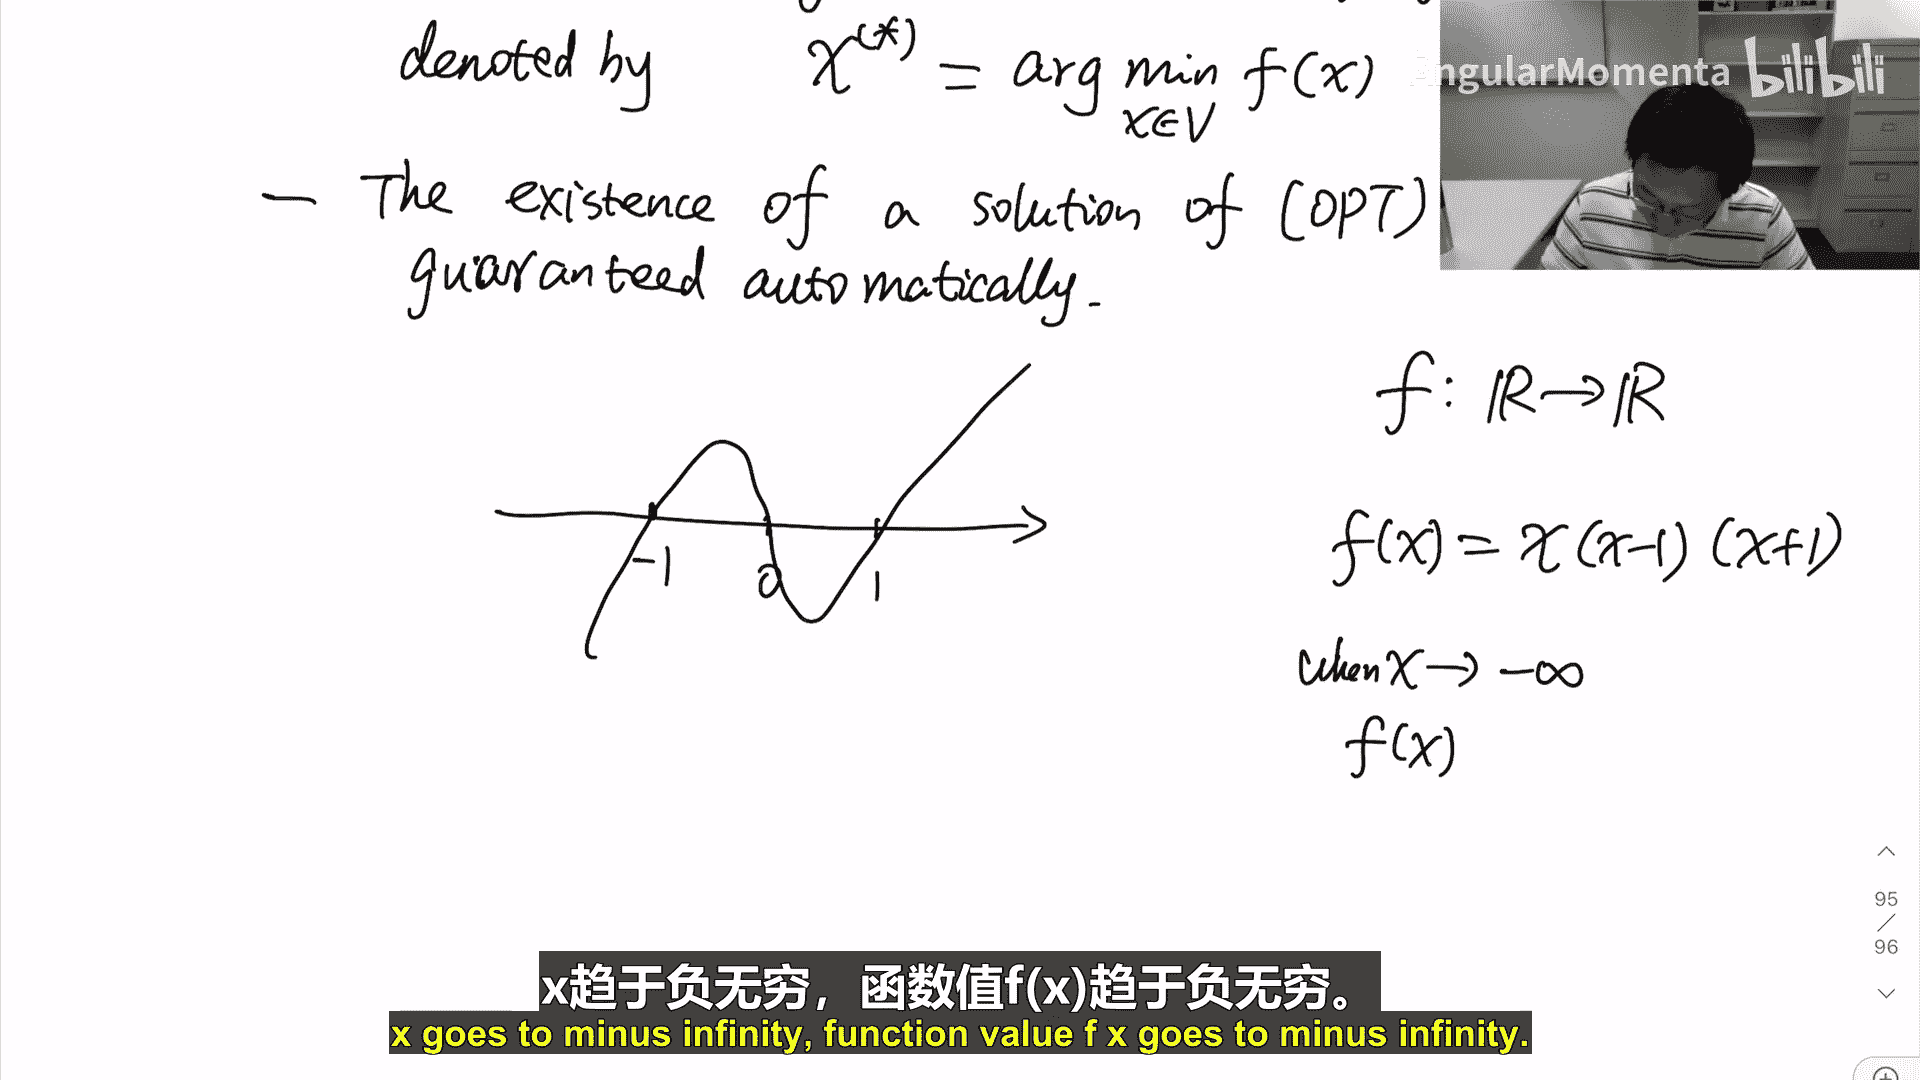 denoted by x^(*) = arg min f(x)
x∈V
AngularMomenta bilibili
— The existence of a solution of (OPT)
guaranteed automatically.
f: ℝ→ℝ
-1 0 1
f(x) = x(x-1)(x+1)
when x → -∞
f(x)
95
/
96
x趋于负无穷，函数值f(x)趋于负无穷。
x goes to minus infinity, function value f x goes to minus infinity.